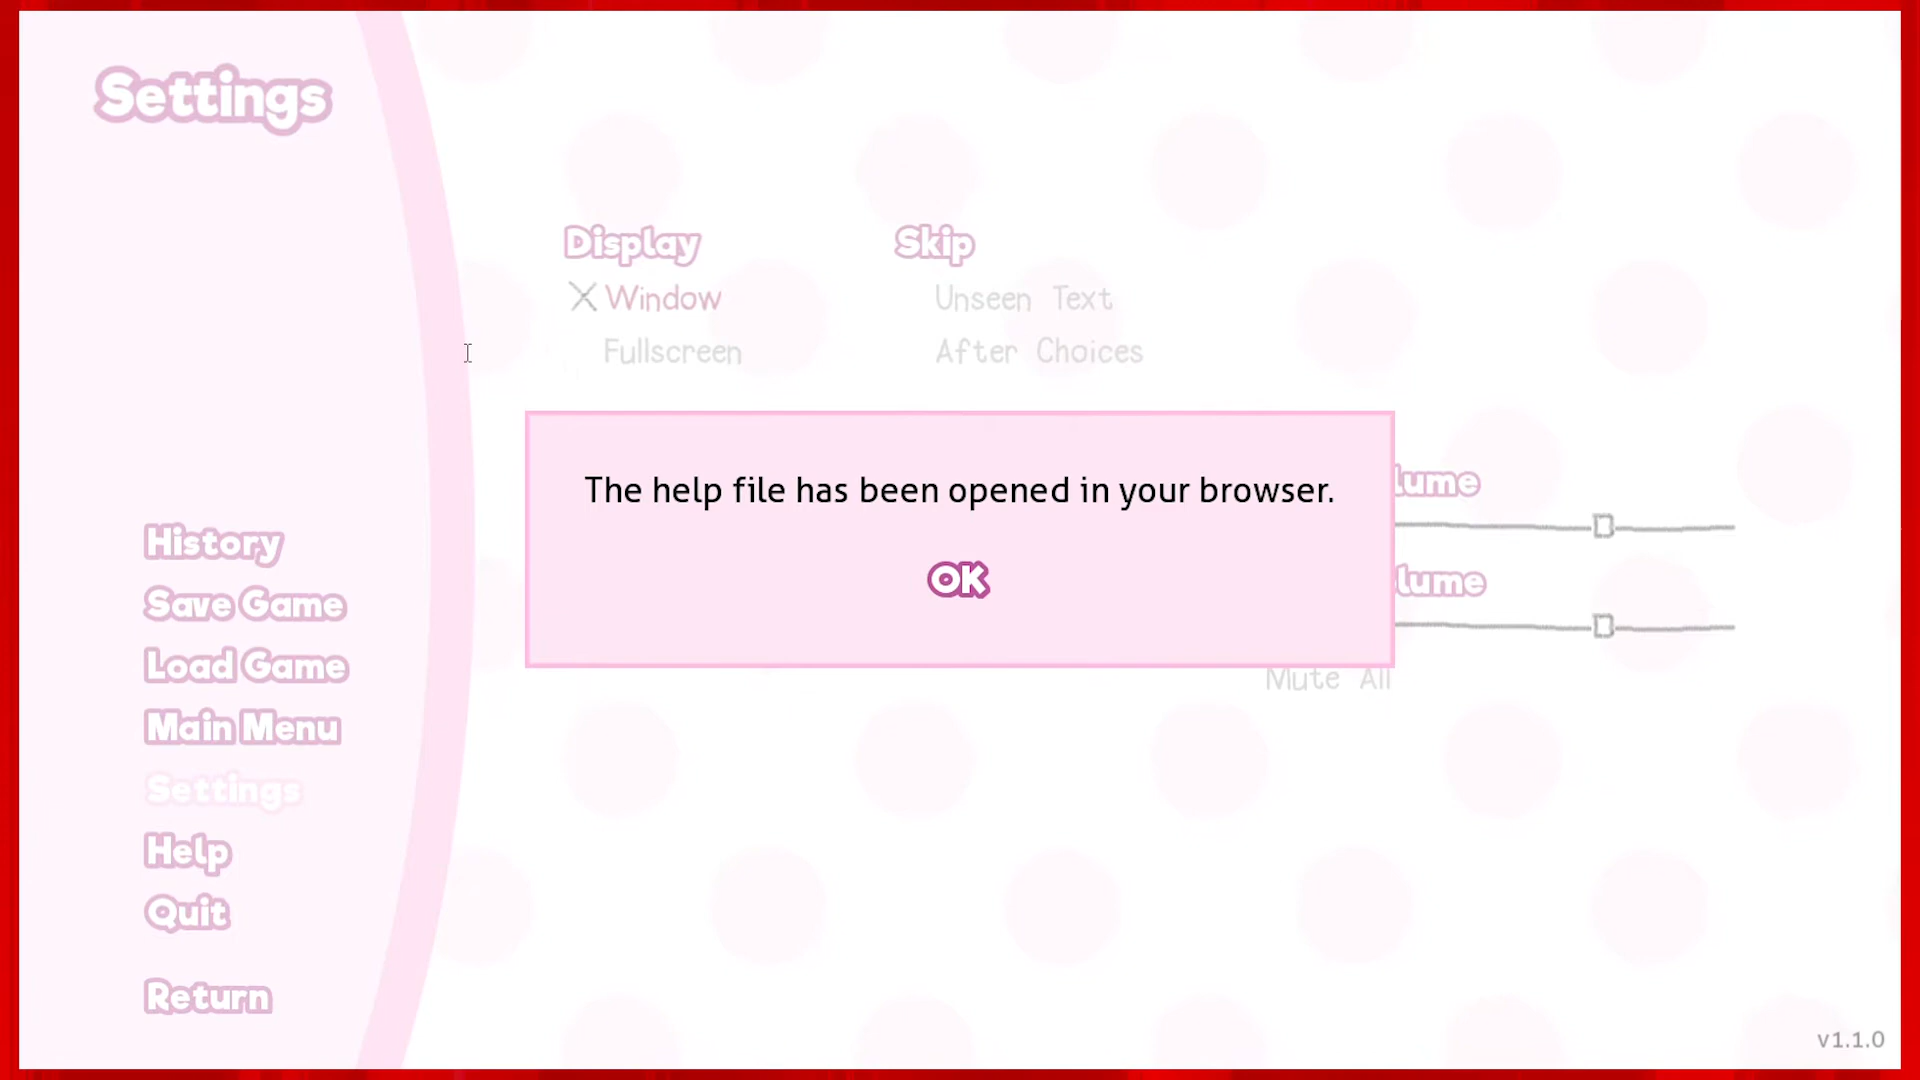 Settings
Display
Skip
Window
Unseen Text
Fullscreen
After Choices
The help file has been opened in your browser.
OK
lume
lume
Mute All
History
Save Game
Load Game
Main Menu
Settings
Help
Quit
Return
v1.1.0